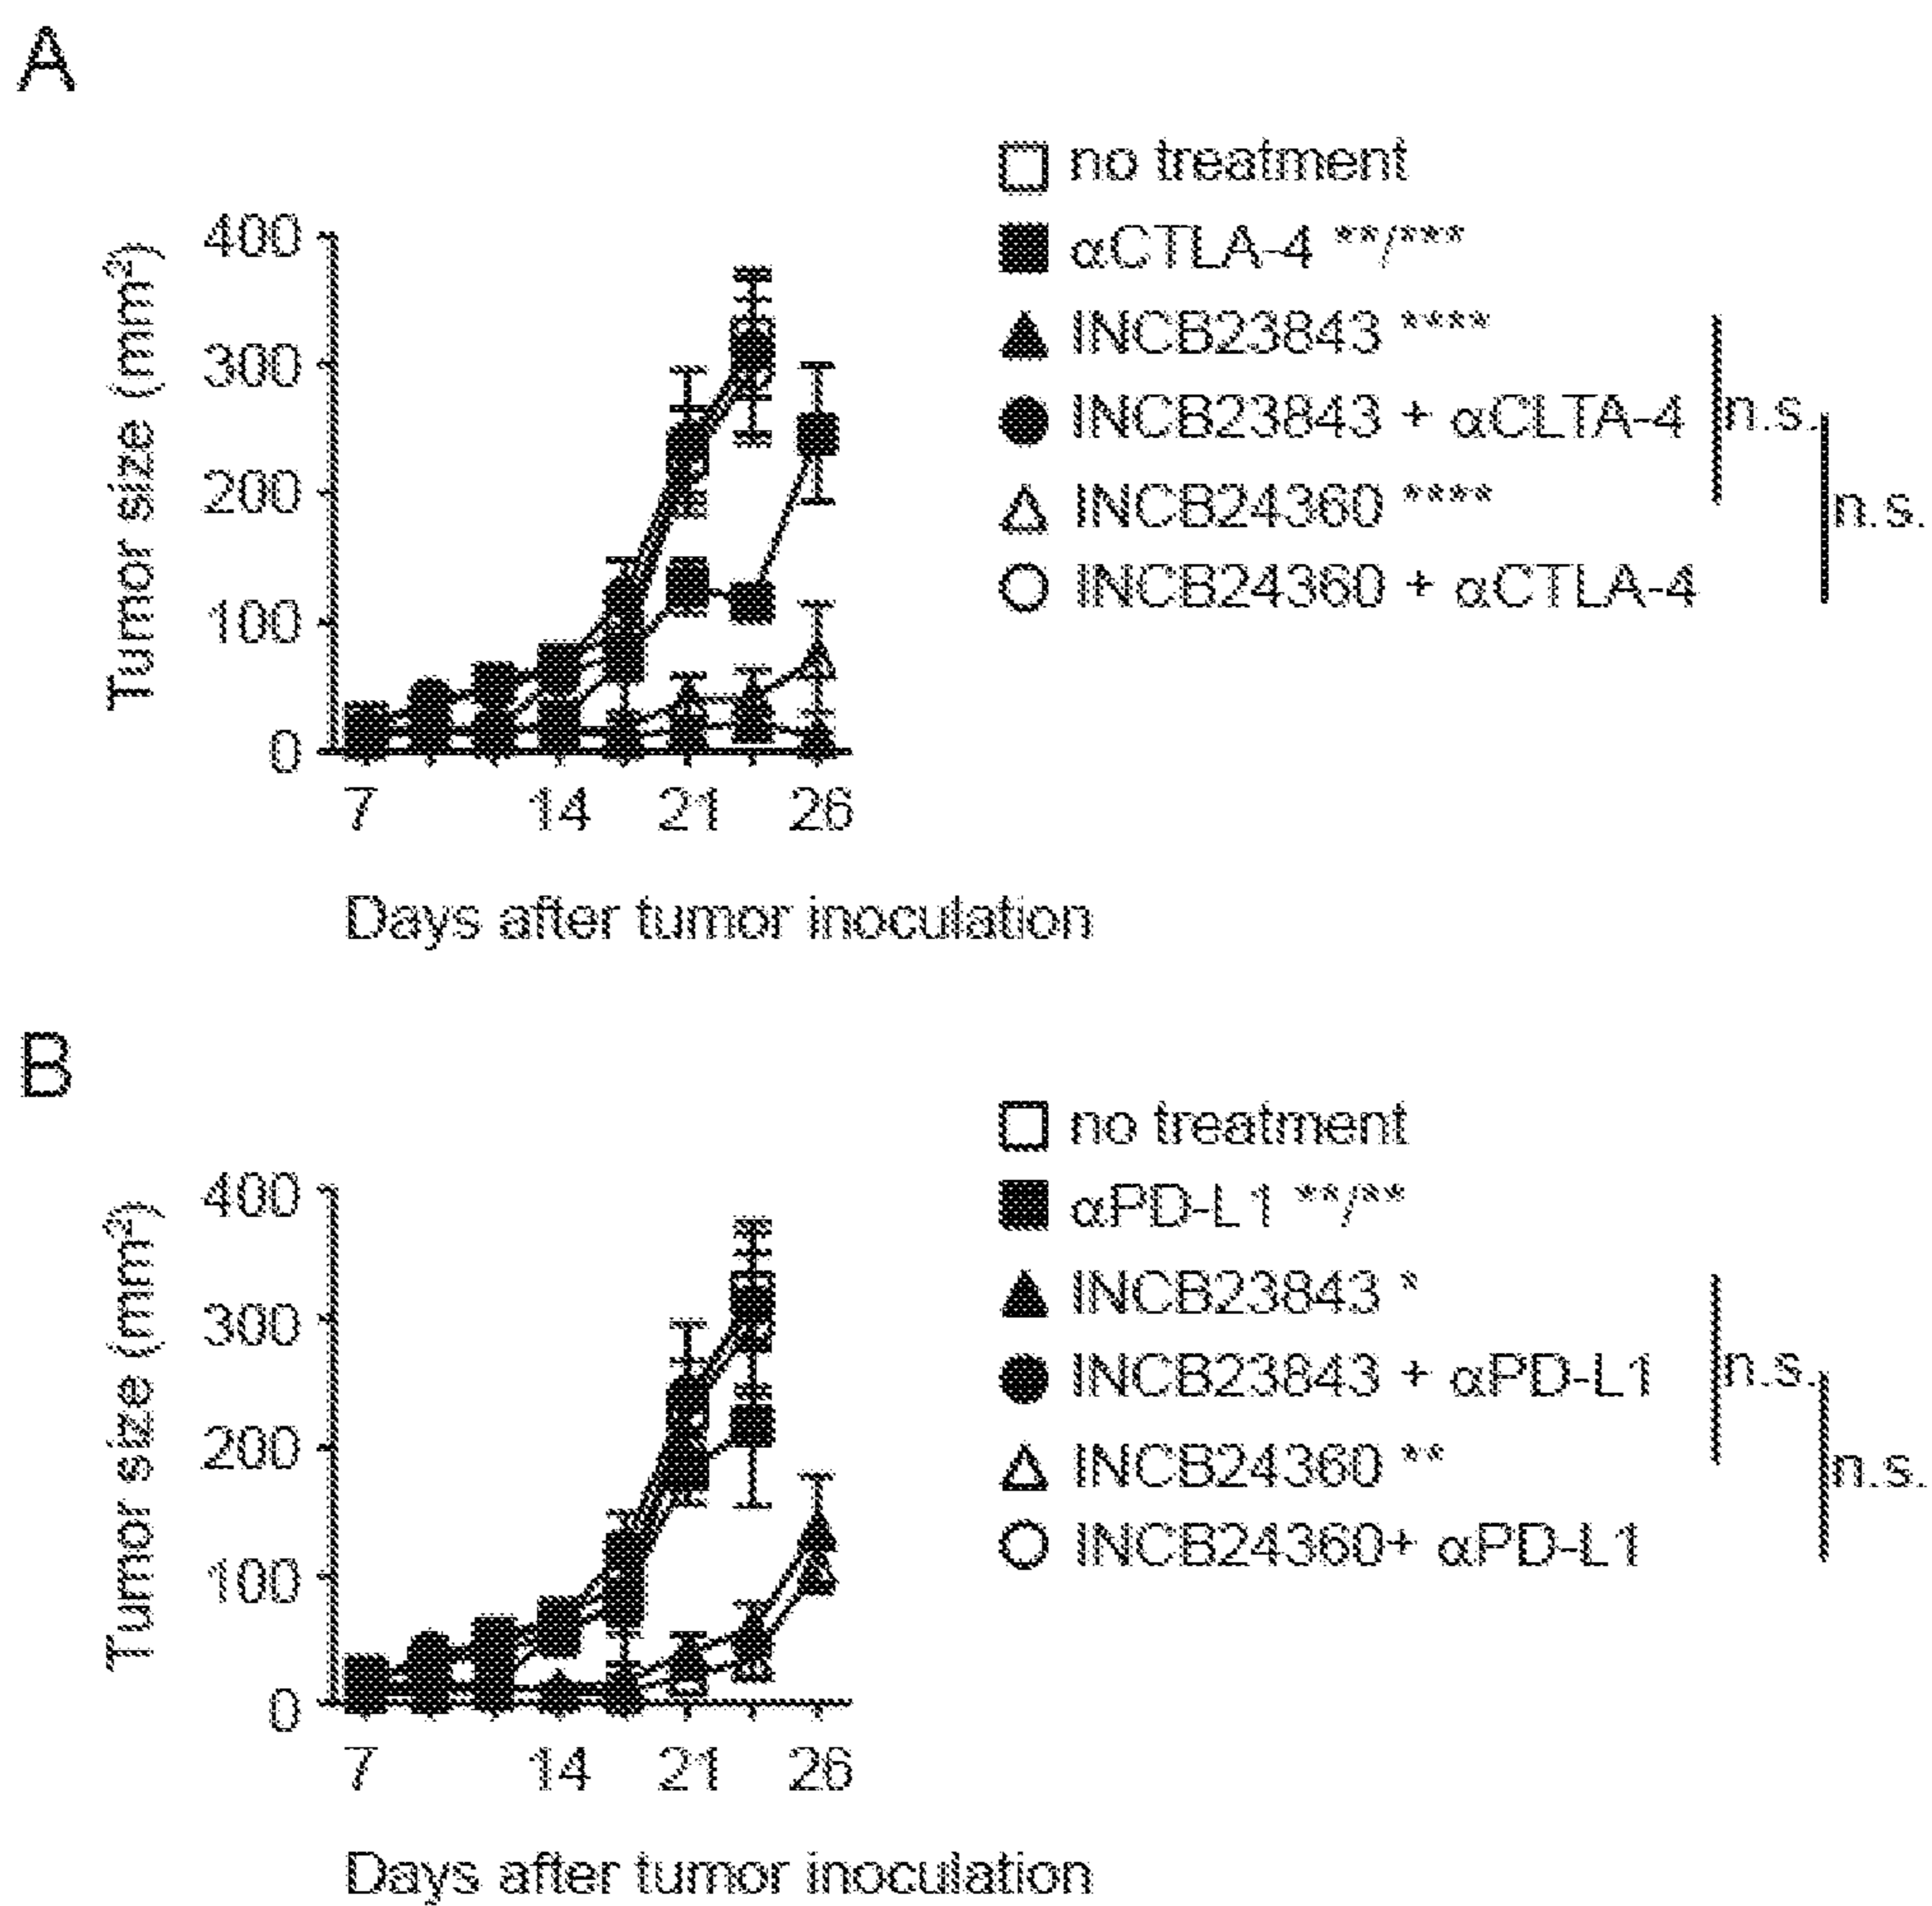 A
no treatment
αCTLA-4 **/***
INCB23843 ****
INCB23843 + αCLTA-4
INCB24360 ****
INCB24360 + αCTLA-4
n.s.
n.s.
Tumor size (mm²)
400
300
200
100
0
7 14 21 26
Days after tumor inoculation
B
no treatment
αPD-L1 **/**
INCB23843 *
INCB23843 + αPD-L1
INCB24360 **
INCB24360+ αPD-L1
n.s.
n.s.
Tumor size (mm²)
400
300
200
100
0
7 14 21 26
Days after tumor inoculation